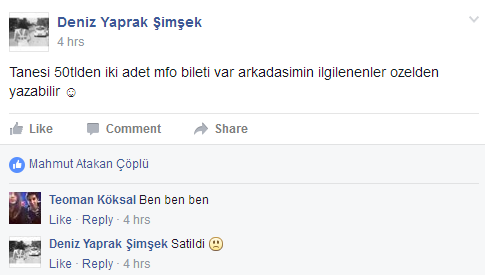 Deniz Yaprak Şimşek
4 hrs
Tanesi 50tlden iki adet mfo bileti var arkadasimin ilgilenenler ozelden
yazabilir ☺
Like Comment Share
Mahmut Atakan Çöplü
Teoman Köksal Ben ben ben
Like · Reply · 4 hrs
Deniz Yaprak Şimşek Satildi
Like · Reply · 4 hrs